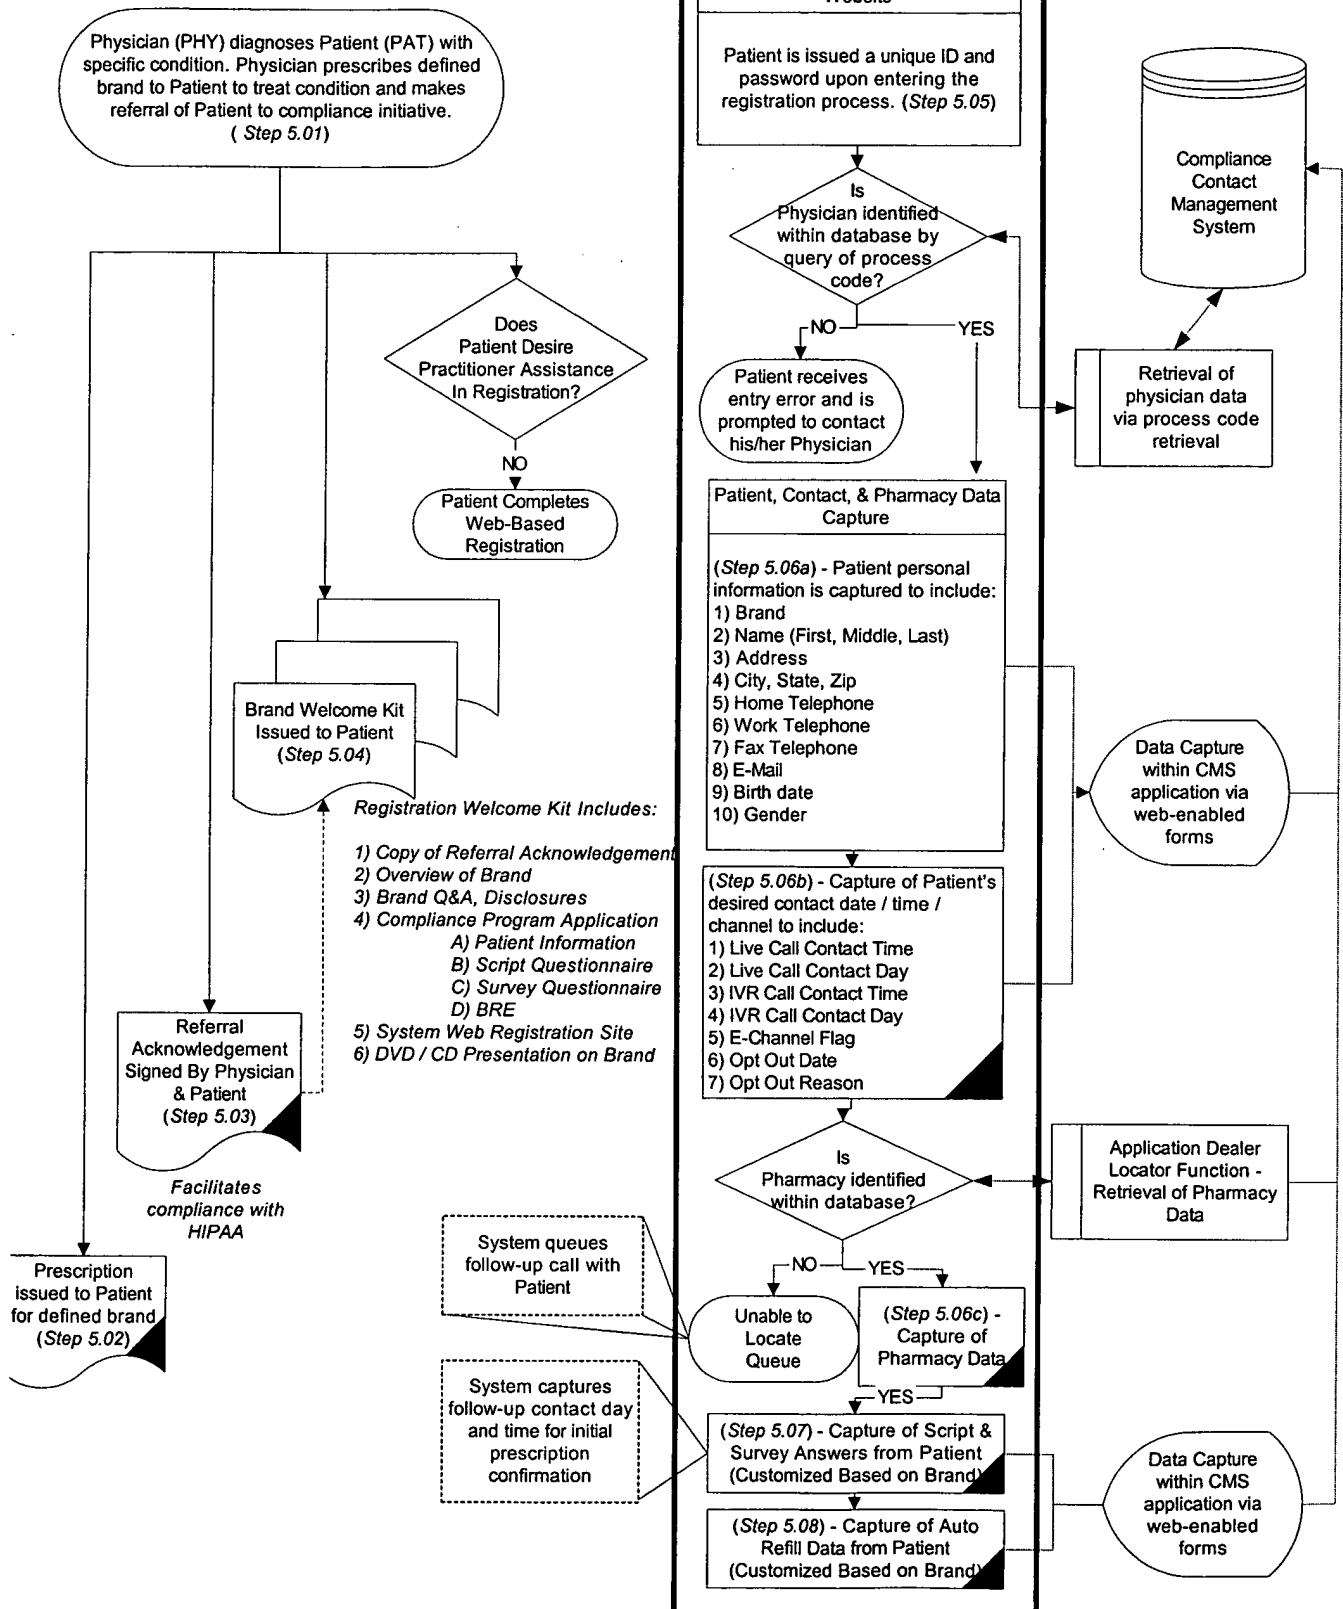 Physician (PHY) diagnoses Patient (PAT) with
specific condition. Physician prescribes defined
brand to Patient to treat condition and makes
referral of Patient to compliance initiative.
( Step 5.01)
Does
Patient Desire
Practitioner Assistance
In Registration?
NO
Patient Completes
Web-Based
Registration
Brand Welcome Kit
Issued to Patient
(Step 5.04)
Registration Welcome Kit Includes:
1) Copy of Referral Acknowledgement
2) Overview of Brand
3) Brand Q&A, Disclosures
4) Compliance Program Application
A) Patient Information
B) Script Questionnaire
C) Survey Questionnaire
D) BRE
5) System Web Registration Site
6) DVD / CD Presentation on Brand
Referral
Acknowledgement
Signed By Physician
& Patient
(Step 5.03)
Facilitates
compliance with
HIPAA
Prescription
issued to Patient
for defined brand
(Step 5.02)
System queues
follow-up call with
Patient
System captures
follow-up contact day
and time for initial
prescription
confirmation
Website
Patient is issued a unique ID and
password upon entering the
registration process. (Step 5.05)
Is
Physician identified
within database by
query of process
code?
NO
YES
Patient receives
entry error and is
prompted to contact
his/her Physician
Patient, Contact, & Pharmacy Data
Capture
(Step 5.06a) - Patient personal
information is captured to include:
1) Brand
2) Name (First, Middle, Last)
3) Address
4) City, State, Zip
5) Home Telephone
6) Work Telephone
7) Fax Telephone
8) E-Mail
9) Birth date
10) Gender
(Step 5.06b) - Capture of Patient's
desired contact date / time /
channel to include:
1) Live Call Contact Time
2) Live Call Contact Day
3) IVR Call Contact Time
4) IVR Call Contact Day
5) E-Channel Flag
6) Opt Out Date
7) Opt Out Reason
Is
Pharmacy identified
within database?
NO
YES
Unable to
Locate
Queue
(Step 5.06c) -
Capture of
Pharmacy Data
YES
(Step 5.07) - Capture of Script &
Survey Answers from Patient
(Customized Based on Brand)
(Step 5.08) - Capture of Auto
Refill Data from Patient
(Customized Based on Brand)
Compliance
Contact
Management
System
Retrieval of
physician data
via process code
retrieval
Data Capture
within CMS
application via
web-enabled
forms
Application Dealer
Locator Function -
Retrieval of Pharmacy
Data
Data Capture
within CMS
application via
web-enabled
forms